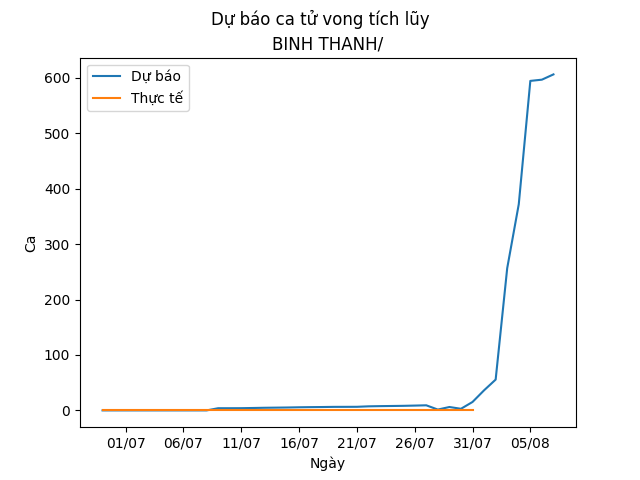 Dự báo ca tử vong tích lũy
BINH THANH/
Dự báo
Thực tế
600
500
400
300
200
100
0
Ca
01/07 06/07 11/07 16/07 21/07 26/07 31/07 05/08
Ngày